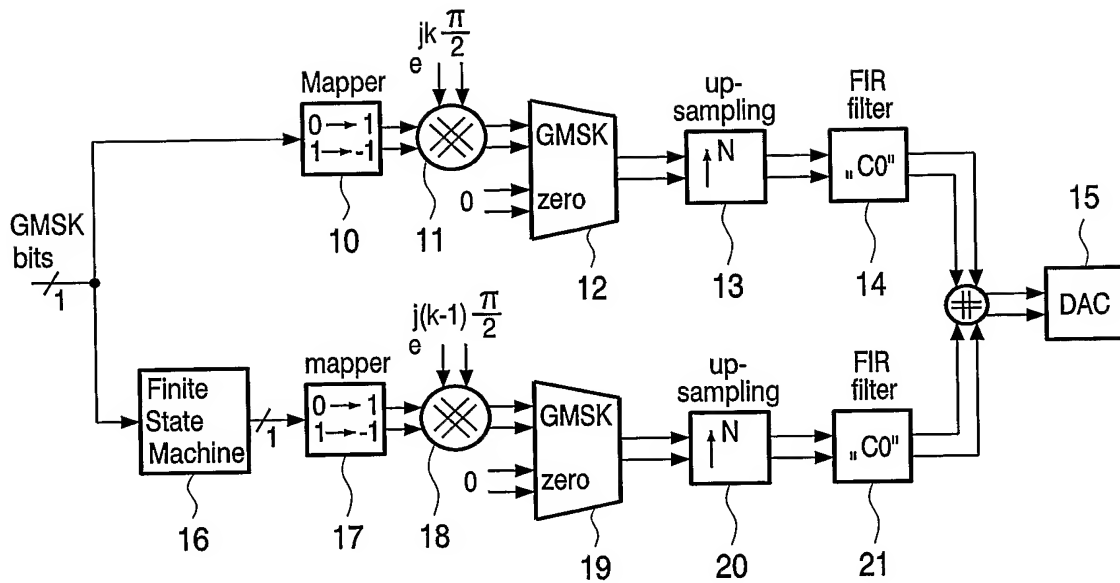 jk π/2
e
Mapper
0 → 1
1 → -1
11
10
GMSK
0
zero
12
up-
sampling
↑ N
13
FIR
filter
„C0"
14
15
DAC
GMSK
bits
1
j(k-1) π/2
e
Finite
State
Machine
16
1
mapper
0 → 1
1 → -1
17
18
GMSK
0
zero
19
up-
sampling
↑ N
20
FIR
filter
„C0"
21